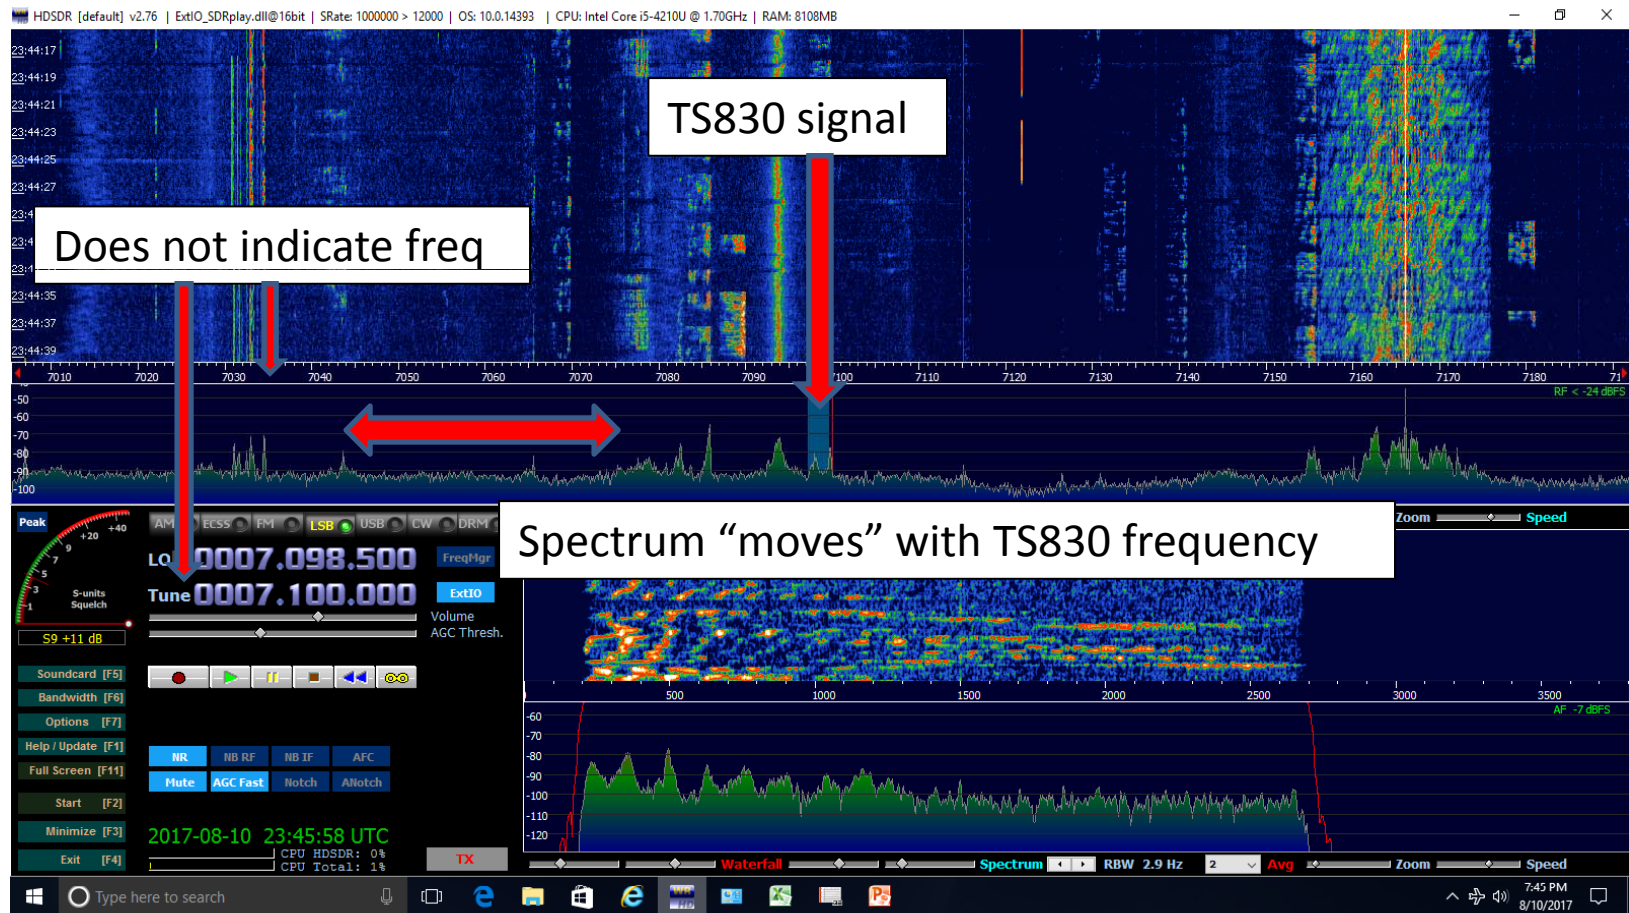 HDSDR [default] v2.76 | ExtIO_SDRplay.dll@16bit | SRate: 1000000 > 12000 | OS: 10.0.14393 | CPU: Intel Core i5-4210U @ 1.70GHz | RAM: 8108MB
23:44:17
23:44:19
23:44:21
23:44:23
23:44:25
23:44:27
TS830 signal
Does not indicate freq
23:44:35
23:44:37
23:44:39
7010 7020 7030 7040 7050 7060 7070 7080 7090 7100 7110 7120 7130 7140 7150 7160 7170 7180
RF < -24 dBFS
-50
-60
-70
-80
-90
-100
Spectrum “moves” with TS830 frequency
Zoom Speed
Peak
+20 +40
9
7
5
3
1
S-units
Squelch
S9 +11 dB
AM ECSS FM LSB USB CW DRM
0007.098.500 FreqMgr
Tune 0007.100.000 ExtIO
Volume
AGC Thresh.
Soundcard [F5]
Bandwidth [F6]
Options [F7]
Help / Update [F1]
Full Screen [F11]
Start [F2]
Minimize [F3]
Exit [F4]
NR NB RF NB IF AFC
Mute AGC Fast Notch ANotch
2017-08-10 23:45:58 UTC
CPU HDSDR: 0%
CPU Total: 1%
TX
500 1000 1500 2000 2500 3000 3500
AF -7 dBFS
-60
-70
-80
-90
-100
-110
-120
Waterfall Spectrum RBW 2.9 Hz 2 Avg Zoom Speed
Type here to search
7:45 PM
8/10/2017